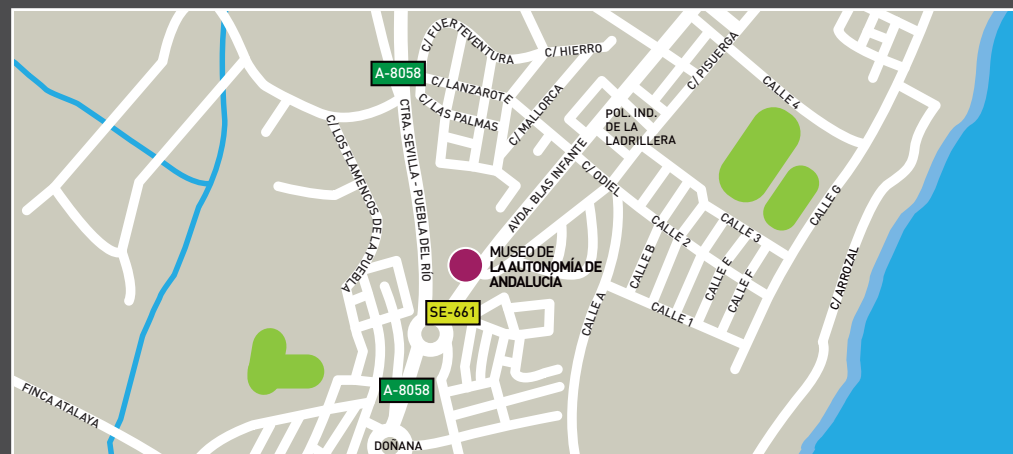 C/ FUERTEVENTURA
C/ HIERRO
C/ PISUERGA
A-8058
C/ LANZAROTE
CALLE 4
C/ LAS PALMAS
C/ MALLORCA
POL. IND.
DE LA
LADRILLERA
C/ LOS FLAMENCOS DE LA PUEBLA
CTRA. SEVILLA - PUEBLA DEL RÍO
AVDA. BLAS INFANTE
C/ ODIEL
CALLE 2
CALLE 3
CALLE G
MUSEO DE
LA AUTONOMÍA DE
ANDALUCÍA
CALLE B
CALLE E
CALLE F
C/ ARROZAL
SE-661
CALLE A
CALLE 1
A-8058
FINCA ATALAYA
DOÑANA